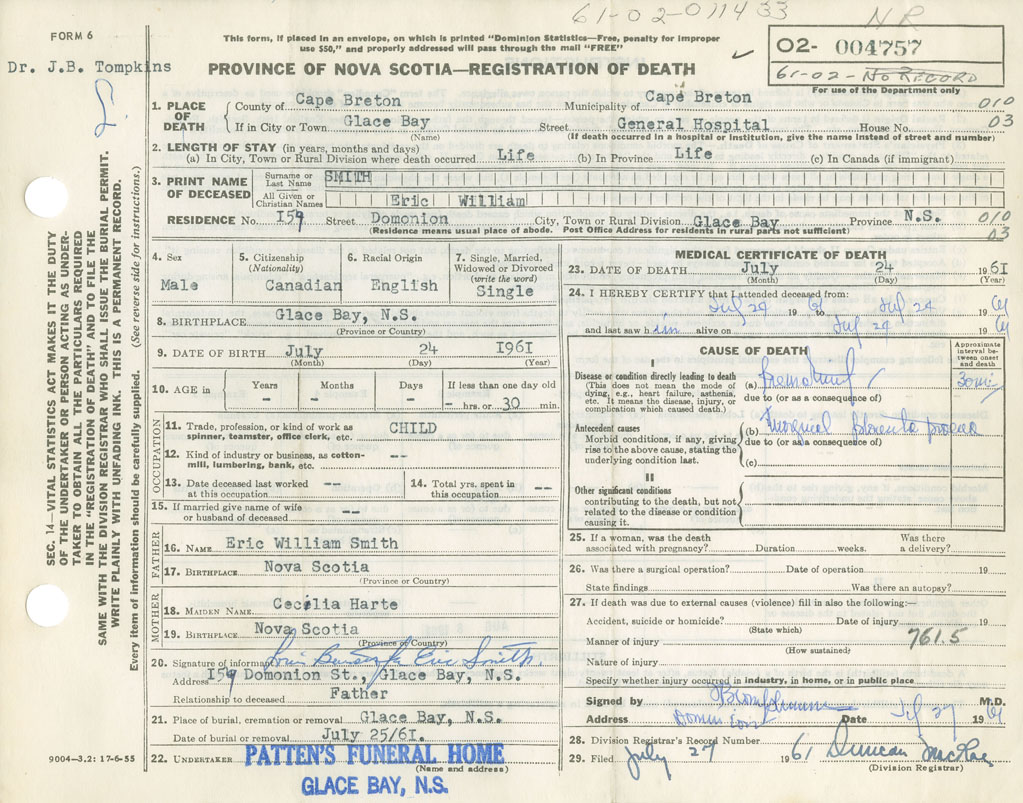 61-02-011433
NR
FORM 6
This form, if placed in an envelope, on which is printed "Dominion Statistics—Free, penalty for improper
use $50," and properly addressed will pass through the mail "FREE"
O2- 004757
61-02-NO RECORD
For use of the Department only
Dr. J.B. Tompkins
PROVINCE OF NOVA SCOTIA—REGISTRATION OF DEATH
1. PLACE OF DEATH County of Cape Breton Municipality of Cape Breton 010
If in City or Town Glace Bay Street General Hospital House No. 03
(Name) (If death occurred in a hospital or institution, give the name instead of street and number)
2. LENGTH OF STAY (in years, months and days)
(a) In City, Town or Rural Division where death occurred Life (b) In Province Life (c) In Canada (if immigrant)
3. PRINT NAME OF DECEASED Surname or Last Name SMITH
All Given or Christian Names Eric William
RESIDENCE No. 159 Street Domonion City, Town or Rural Division Glace Bay Province N.S. 010
(Residence means usual place of abode. Post Office Address for residents in rural parts not sufficient) 03
4. Sex Male
5. Citizenship (Nationality) Canadian
6. Racial Origin English
7. Single, Married, Widowed or Divorced (write the word) Single
8. BIRTHPLACE Glace Bay, N.S.
(Province or Country)
9. DATE OF BIRTH July 24 1961
(Month) (Day) (Year)
10. AGE in Years Months Days If less than one day old
- - - - hrs. or 30 min.
OCCUPATION
11. Trade, profession, or kind of work as spinner, teamster, office clerk, etc. CHILD
12. Kind of industry or business, as cotton-mill, lumbering, bank, etc. --
13. Date deceased last worked at this occupation -- 14. Total yrs. spent in this occupation --
15. If married give name of wife or husband of deceased --
FATHER
16. NAME Eric William Smith
17. BIRTHPLACE Nova Scotia
(Province or Country)
MOTHER
18. MAIDEN NAME Cecilia Harte
19. BIRTHPLACE Nova Scotia
(Province or Country)
20. Signature of informant Eric Smith.
Address 159 Domonion St., Glace Bay, N.S.
Relationship to deceased Father
21. Place of burial, cremation or removal Glace Bay, N.S.
Date of burial or removal July 25/61.
22. UNDERTAKER PATTEN'S FUNERAL HOME
(Name and address)
GLACE BAY, N.S.
9004—3,2: 17-6-55
MEDICAL CERTIFICATE OF DEATH
23. DATE OF DEATH July 24 1961
(Month) (Day) (Year)
24. I HEREBY CERTIFY that I attended deceased from:
July 24 1961 to July 24 1961
and last saw him alive on July 24 1961
CAUSE OF DEATH
Approximate interval between onset and death
I
Disease or condition directly leading to death
(This does not mean the mode of dying, e.g., heart failure, asthenia, etc. It means the disease, injury, or complication which caused death.)
(a) 30 min
due to (or as a consequence of)
Antecedent causes
Morbid conditions, if any, giving rise to the above cause, stating the underlying condition last.
(b)
due to (or as a consequence of)
(c)
II
Other significant conditions
contributing to the death, but not related to the disease or condition causing it.
25. If a woman, was the death associated with pregnancy? Duration weeks. Was there a delivery?
26. Was there a surgical operation? Date of operation 19
State findings Was there an autopsy?
27. If death was due to external causes (violence) fill in also the following:—
Accident, suicide or homicide? Date of injury 19
(State which)
Manner of injury 761.5
(How sustained)
Nature of injury
Specify whether injury occurred in industry, in home, or in public place
Signed by M.D.
Address Dominion Date Jul 27 1961
28. Division Registrar's Record Number
29. Filed July 27 1961 Duncan McRae
(Division Registrar)
SEC. 14—VITAL STATISTICS ACT MAKES IT THE DUTY
OF THE UNDERTAKER OR PERSON ACTING AS UNDER-
TAKER TO OBTAIN ALL THE PARTICULARS REQUIRED
IN THE "REGISTRATION OF DEATH" AND TO FILE THE
SAME WITH THE DIVISION REGISTRAR WHO SHALL ISSUE THE BURIAL PERMIT.
WRITE PLAINLY WITH UNFADING INK. THIS IS A PERMANENT RECORD.
Every item of information should be carefully supplied. (See reverse side for instructions.)